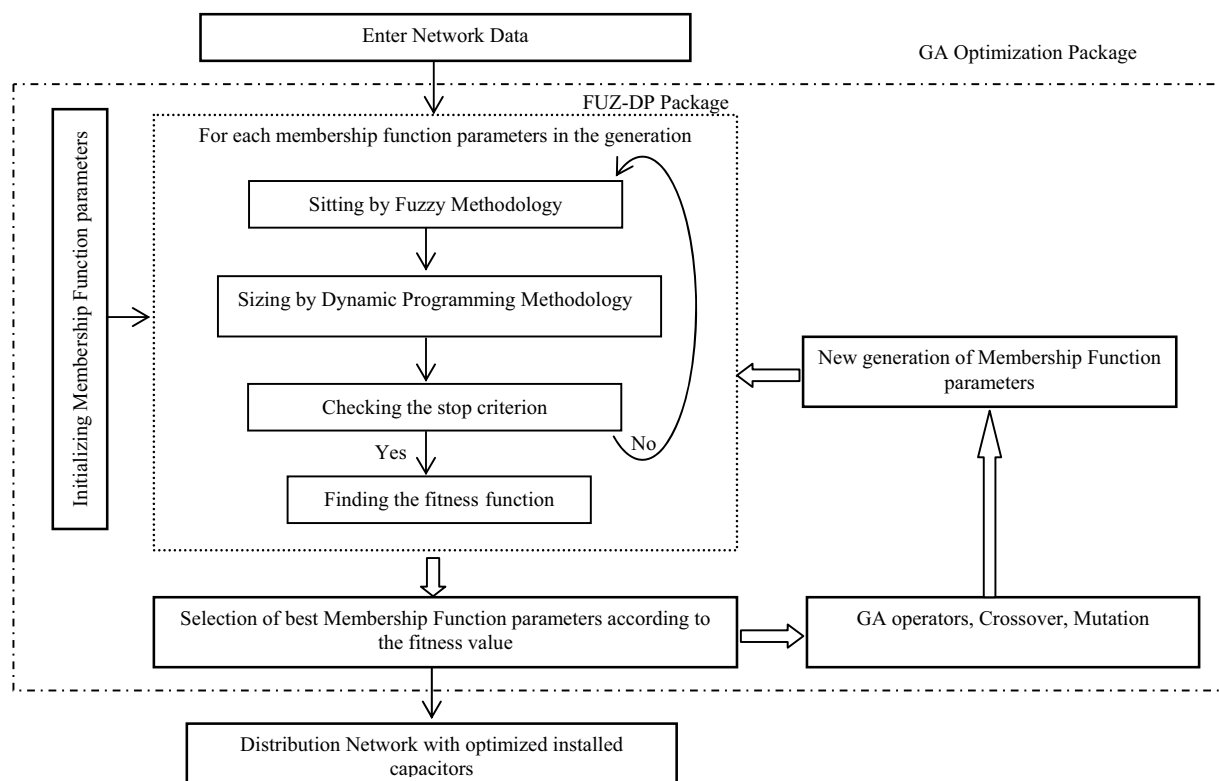 Enter Network Data
GA Optimization Package
FUZ-DP Package
Initializing Membership Function parameters
For each membership function parameters in the generation
Sitting by Fuzzy Methodology
Sizing by Dynamic Programming Methodology
Checking the stop criterion
No
Yes
Finding the fitness function
New generation of Membership Function
parameters
Selection of best Membership Function parameters according to
the fitness value
GA operators, Crossover, Mutation
Distribution Network with optimized installed
capacitors